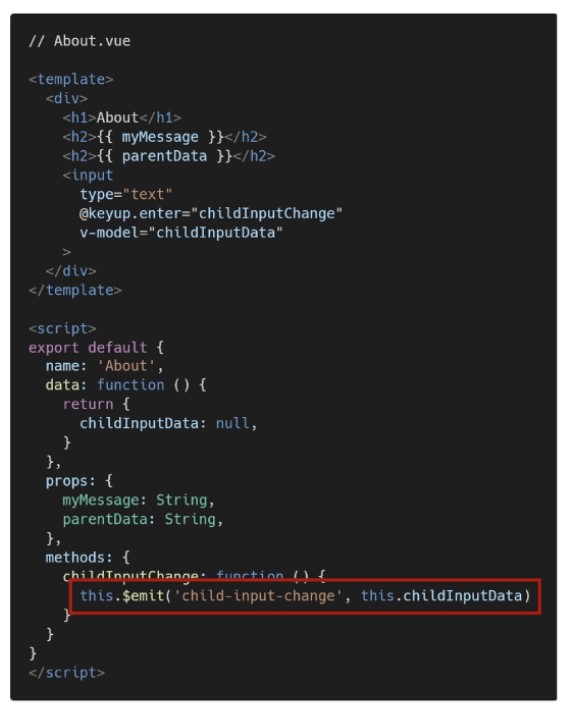 // About.vue
<template>
<div>
<h1>About</h1>
<h2>{{ myMessage }}</h2>
<h2>{{ parentData }}</h2>
<input
type="text"
@keyup.enter="childInputChange"
v-model="childInputData"
>
</div>
</template>
<script>
export default {
name: 'About',
data: function () {
return {
childInputData: null,
}
},
props: {
myMessage: String,
parentData: String,
},
methods: {
childInputChange: function () {
this.$emit('child-input-change', this.childInputData)
}
}
}
</script>